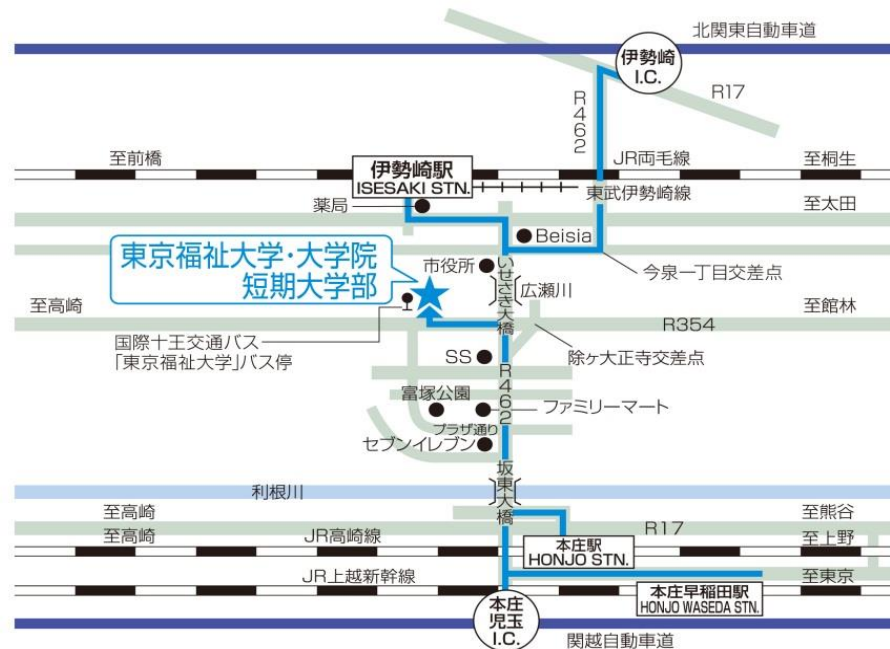 北関東自動車道
伊勢崎
I.C.
R17
R462
至前橋
伊勢崎駅
ISESAKI STN.
JR両毛線
至桐生
東武伊勢崎線
薬局
至太田
Beisia
東京福祉大学・大学院
短期大学部
市役所
いせさき大橋
広瀬川
今泉一丁目交差点
至高崎
至館林
R354
国際十王交通バス
「東京福祉大学」バス停
除ヶ大正寺交差点
SS
R462
富塚公園
ファミリーマート
プラザ通り
セブンイレブン
坂東大橋
利根川
至高崎
至熊谷
R17
至高崎
JR高崎線
本庄駅
HONJO STN.
至上野
JR上越新幹線
至東京
本庄早稲田駅
HONJO WASEDA STN.
本庄
児玉
I.C.
関越自動車道